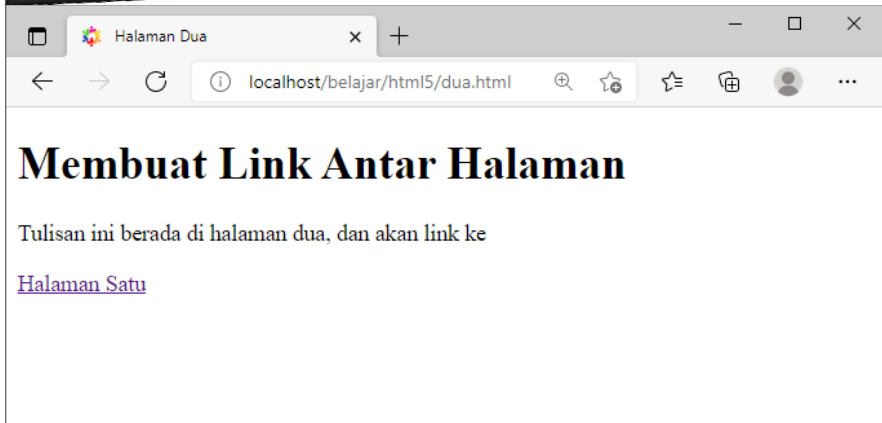 Halaman Dua
localhost/belajar/html5/dua.html
Membuat Link Antar Halaman
Tulisan ini berada di halaman dua, dan akan link ke
Halaman Satu